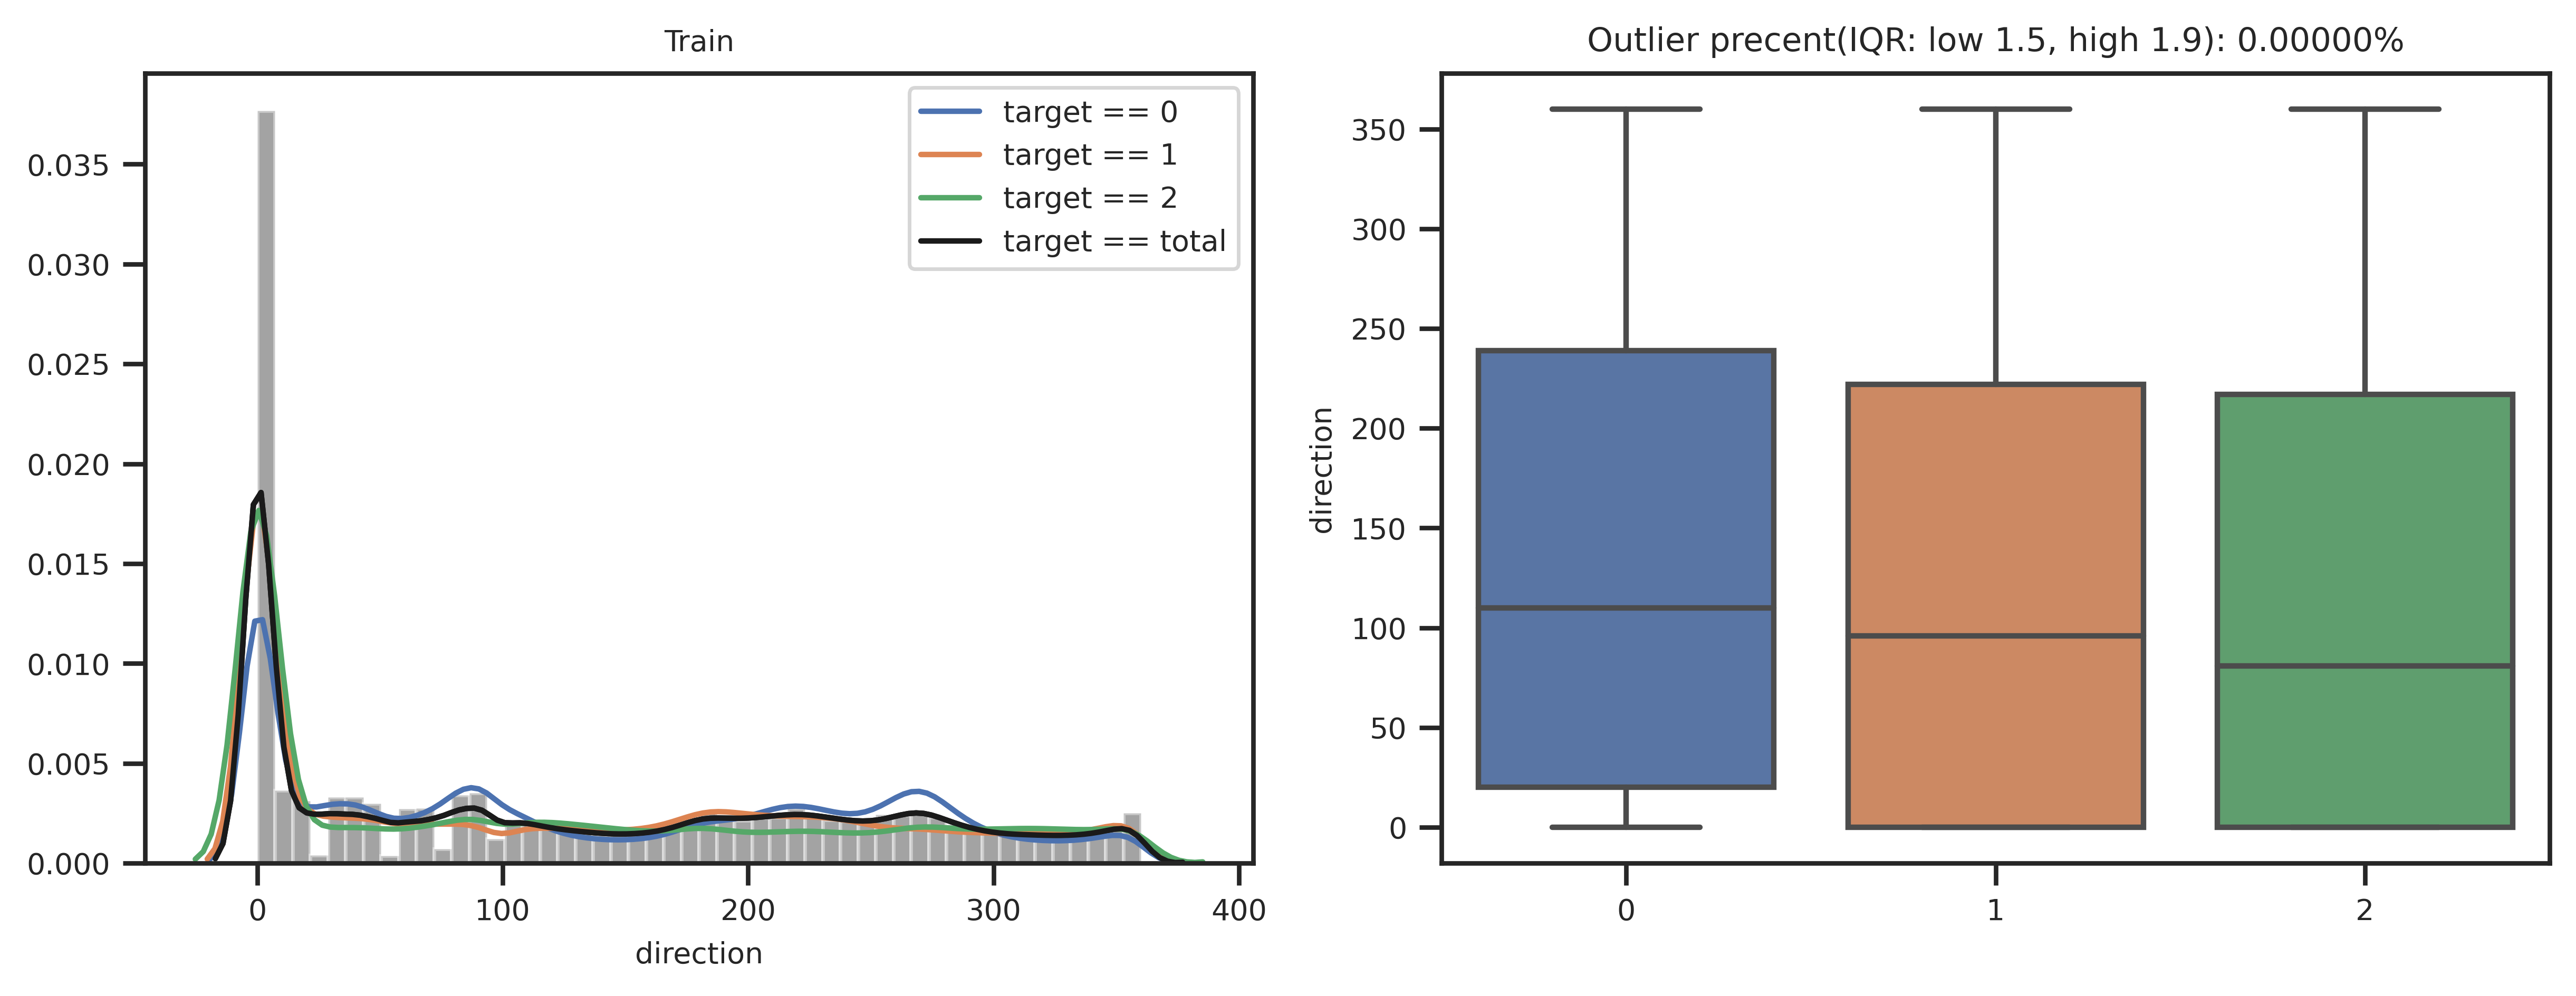 Train
0.035
0.030
0.025
0.020
0.015
0.010
0.005
0.000
target == 0
target == 1
target == 2
target == total
0 100 200 300 400
direction
Outlier precent(IQR: low 1.5, high 1.9): 0.00000%
direction
350
300
250
200
150
100
50
0
0 1 2